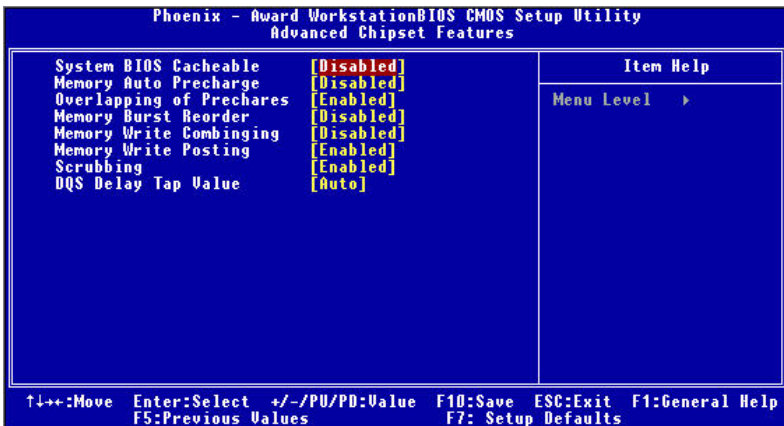 Phoenix - Award WorkstationBIOS CMOS Setup Utility
Advanced Chipset Features
System BIOS Cacheable [Disabled]
Memory Auto Precharge [Disabled]
Overlapping of Prechares [Enabled]
Memory Burst Reorder [Disabled]
Memory Write Combinging [Disabled]
Memory Write Posting [Enabled]
Scrubbing [Enabled]
DQS Delay Tap Value [Auto]
Item Help
Menu Level ▸
↑↓→←:Move Enter:Select +/-/PU/PD:Value F10:Save ESC:Exit F1:General Help
F5:Previous Values F7: Setup Defaults